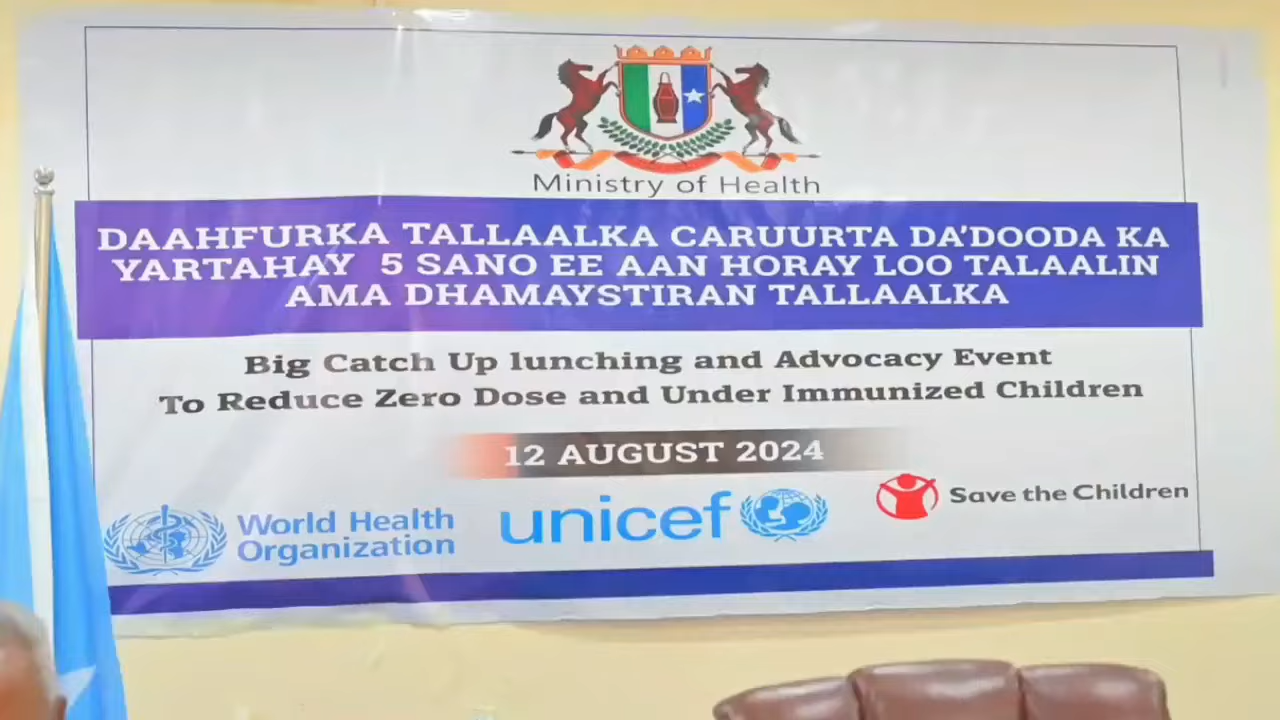 Ministry of Health
DAAHFURKA TALLAALKA CARUURTA DA'DOODA KA
YARTAHAY 5 SANO EE AAN HORAY LOO TALAALIN
AMA DHAMAYSTIRAN TALLAALKA
Big Catch Up lunching and Advocacy Event
To Reduce Zero Dose and Under Immunized Children
12 AUGUST 2024
World Health
Organization
unicef
Save the Children